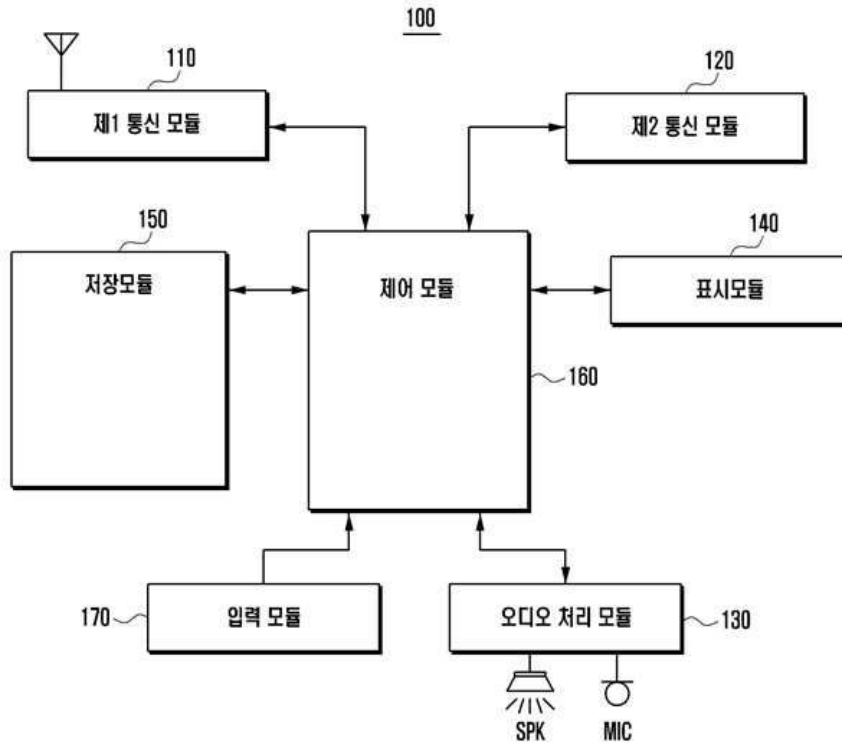 100
110
제1 통신 모듈
120
제2 통신 모듈
150
저장모듈
제어 모듈
140
표시모듈
160
170
입력 모듈
오디오 처리 모듈
130
SPK
MIC